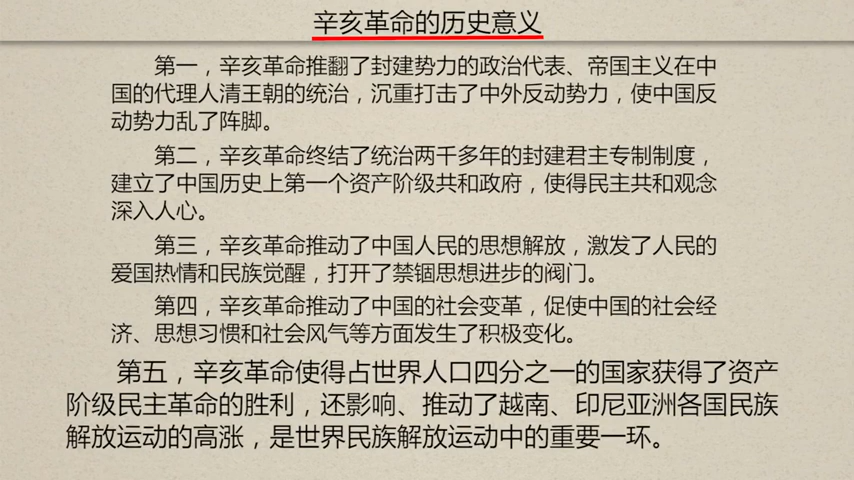 辛亥革命的历史意义
第一，辛亥革命推翻了封建势力的政治代表、帝国主义在中
国的代理人清王朝的统治，沉重打击了中外反动势力，使中国反
动势力乱了阵脚。
第二，辛亥革命终结了统治两千多年的封建君主专制制度，
建立了中国历史上第一个资产阶级共和政府，使得民主共和观念
深入人心。
第三，辛亥革命推动了中国人民的思想解放，激发了人民的
爱国热情和民族觉醒，打开了禁锢思想进步的阀门。
第四，辛亥革命推动了中国的社会变革，促使中国的社会经
济、思想习惯和社会风气等方面发生了积极变化。
第五，辛亥革命使得占世界人口四分之一的国家获得了资产
阶级民主革命的胜利，还影响、推动了越南、印尼亚洲各国民族
解放运动的高涨，是世界民族解放运动中的重要一环。